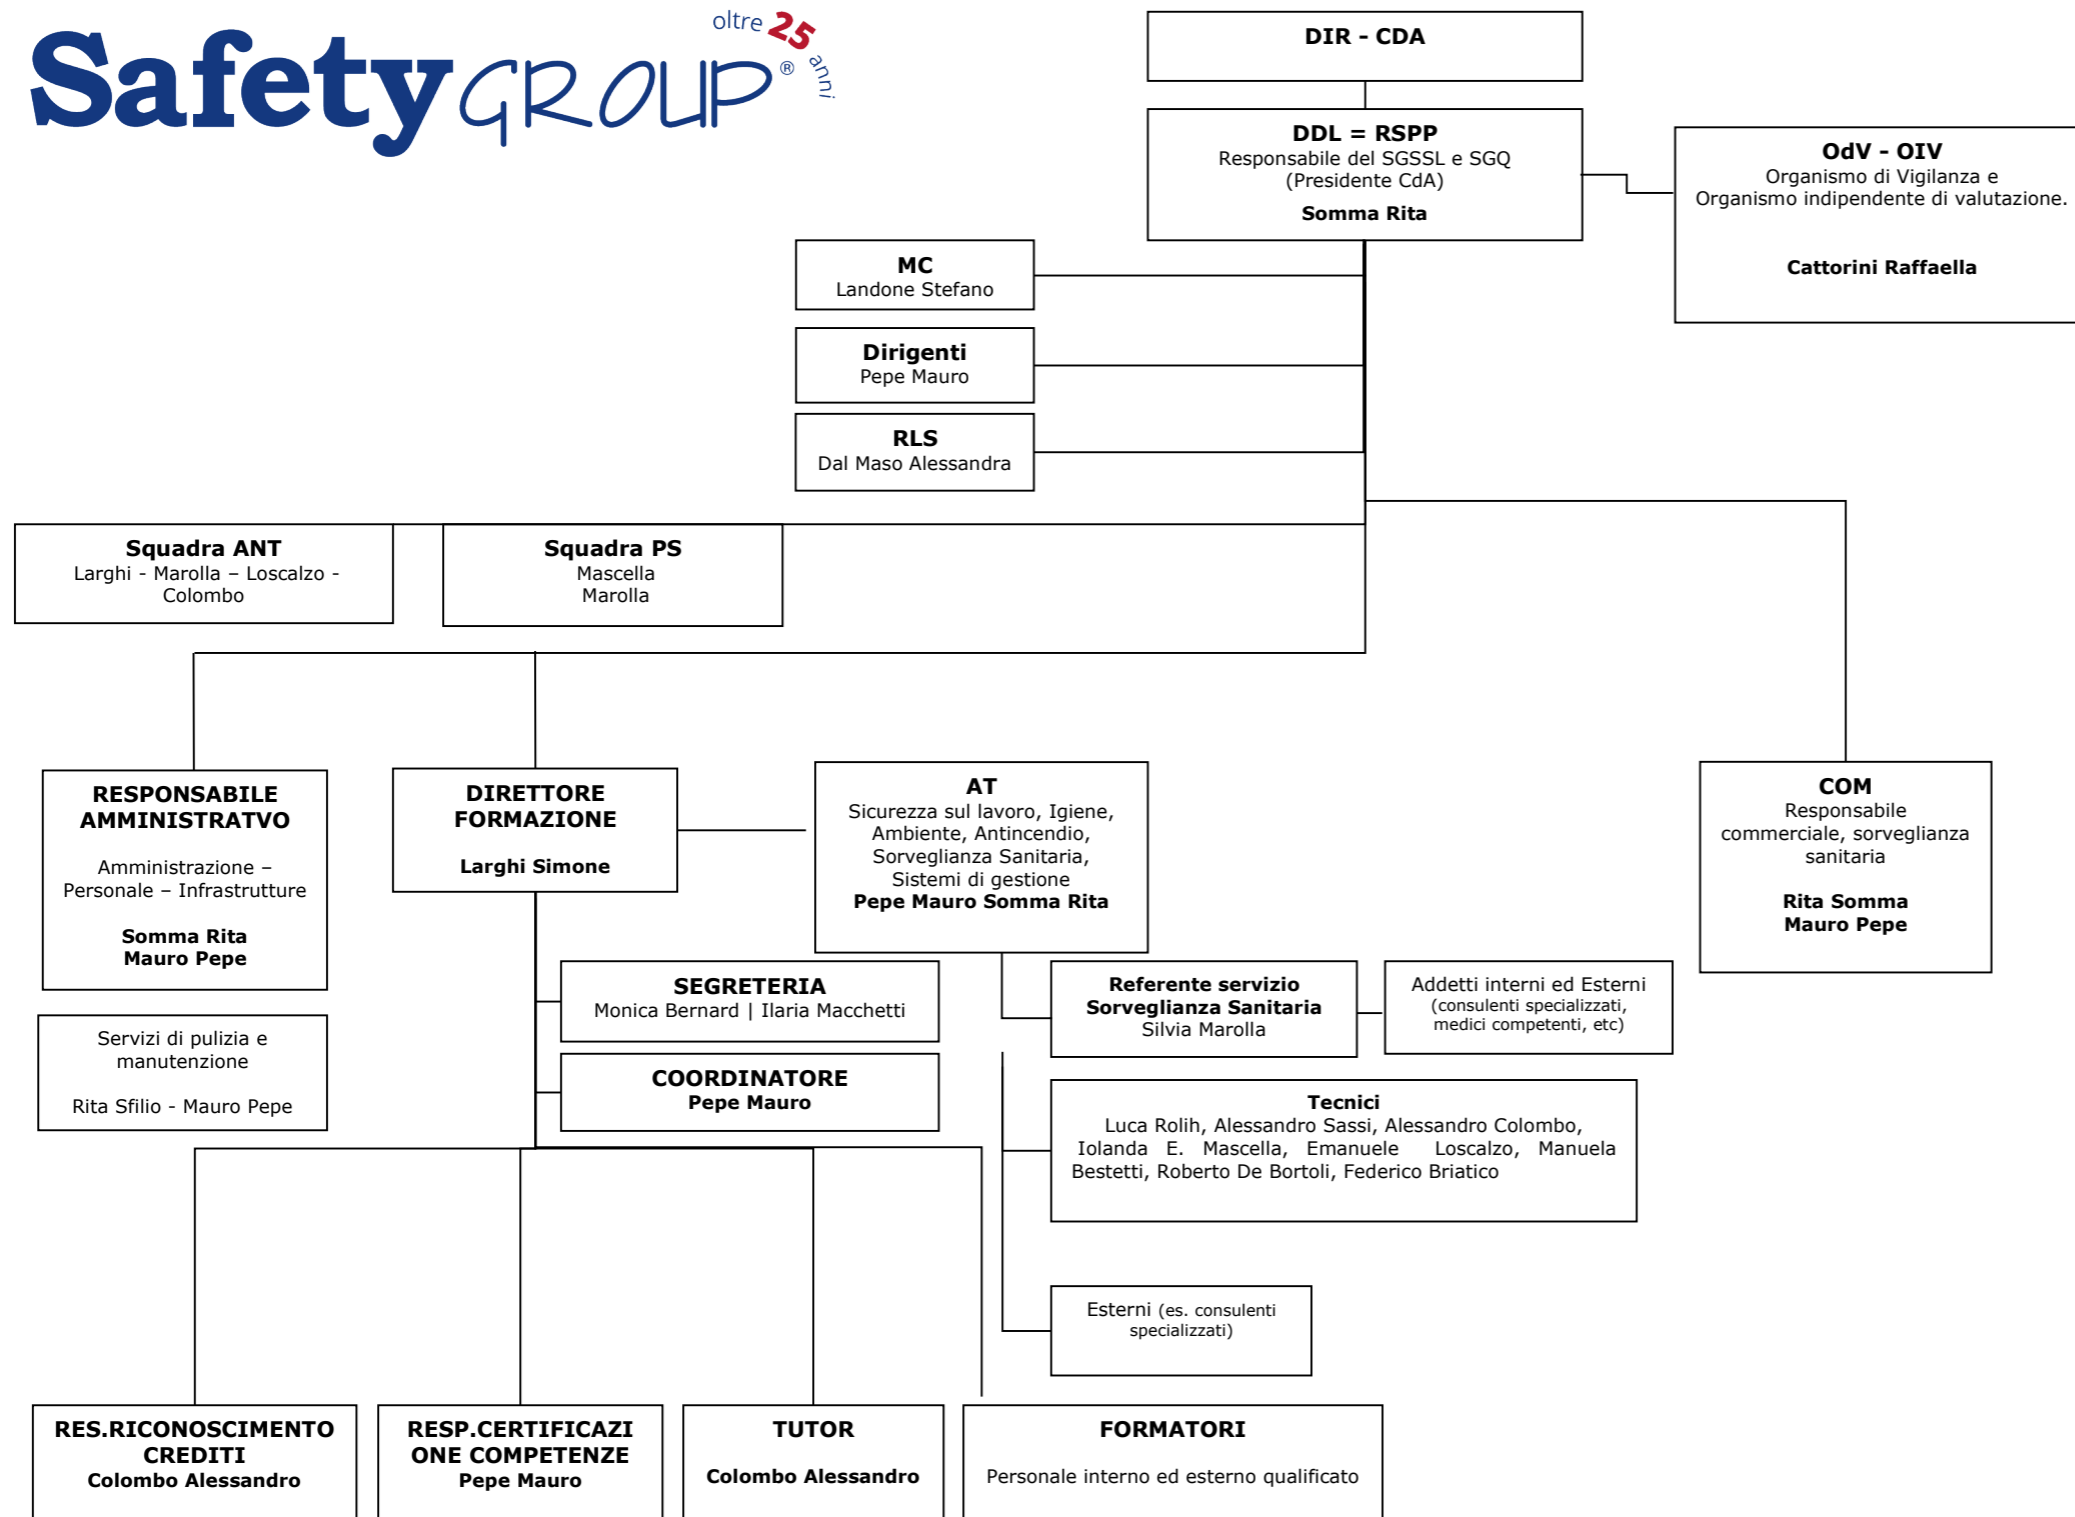 oltre 25 anni
Safety GROUP®
DIR - CDA
DDL = RSPP
Responsabile del SGSSL e SGQ
(Presidente CdA)
Somma Rita
OdV - OIV
Organismo di Vigilanza e
Organismo indipendente di valutazione.
Cattorini Raffaella
MC
Landone Stefano
Dirigenti
Pepe Mauro
RLS
Dal Maso Alessandra
Squadra ANT
Larghi - Marolla – Loscalzo -
Colombo
Squadra PS
Mascella
Marolla
RESPONSABILE
AMMINISTRATVO
Amministrazione –
Personale – Infrastrutture
Somma Rita
Mauro Pepe
DIRETTORE
FORMAZIONE
Larghi Simone
AT
Sicurezza sul lavoro, Igiene,
Ambiente, Antincendio,
Sorveglianza Sanitaria,
Sistemi di gestione
Pepe Mauro Somma Rita
COM
Responsabile
commerciale, sorveglianza
sanitaria
Rita Somma
Mauro Pepe
Servizi di pulizia e
manutenzione
Rita Sfilio - Mauro Pepe
SEGRETERIA
Monica Bernard | Ilaria Macchetti
COORDINATORE
Pepe Mauro
Referente servizio
Sorveglianza Sanitaria
Silvia Marolla
Addetti interni ed Esterni
(consulenti specializzati,
medici competenti, etc)
Tecnici
Luca Rolih, Alessandro Sassi, Alessandro Colombo,
Iolanda E. Mascella, Emanuele Loscalzo, Manuela
Bestetti, Roberto De Bortoli, Federico Briatico
Esterni (es. consulenti
specializzati)
RES.RICONOSCIMENTO
CREDITI
Colombo Alessandro
RESP.CERTIFICAZI
ONE COMPETENZE
Pepe Mauro
TUTOR
Colombo Alessandro
FORMATORI
Personale interno ed esterno qualificato